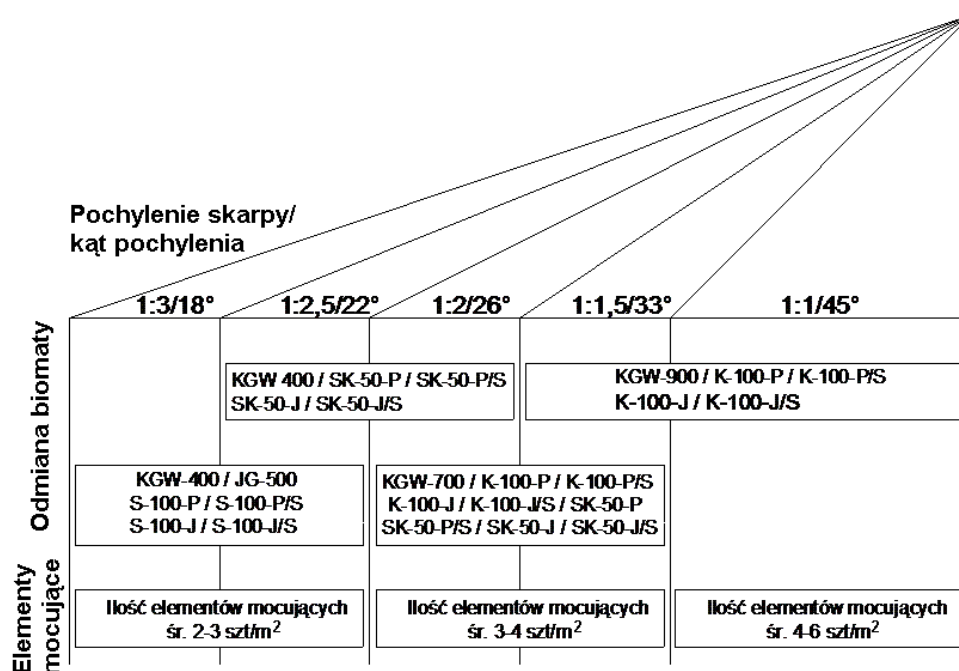 Pochylenie skarpy/
kąt pochylenia
1:3/18°
1:2,5/22°
1:2/26°
1:1,5/33°
1:1/45°
Odmiana biomaty
KGW 400 / SK-50-P / SK-50-P/S
SK-50-J / SK-50-J/S
KGW-900 / K-100-P / K-100-P/S
K-100-J / K-100-J/S
KGW-400 / JG-500
S-100-P / S-100-P/S
S-100-J / S-100-J/S
KGW-700 / K-100-P / K-100-P/S
K-100-J / K-100-J/S / SK-50-P
SK-50-P/S / SK-50-J / SK-50-J/S
Elementy
mocujące
Ilość elementów mocujących
śr. 2-3 szt/m²
Ilość elementów mocujących
śr. 3-4 szt/m²
Ilość elementów mocujących
śr. 4-6 szt/m²